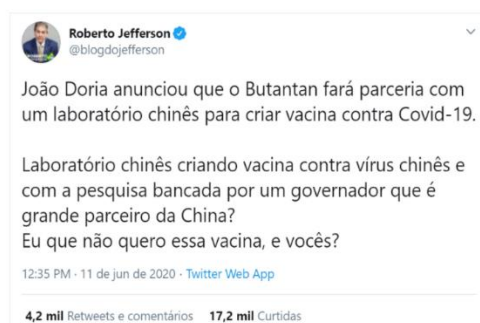 Roberto Jefferson
@blogdojefferson
João Doria anunciou que o Butantan fará parceria com
um laboratório chinês para criar vacina contra Covid-19.
Laboratório chinês criando vacina contra vírus chinês e
com a pesquisa bancada por um governador que é
grande parceiro da China?
Eu que não quero essa vacina, e vocês?
12:35 PM · 11 de jun de 2020 · Twitter Web App
4,2 mil Retweets e comentários 17,2 mil Curtidas